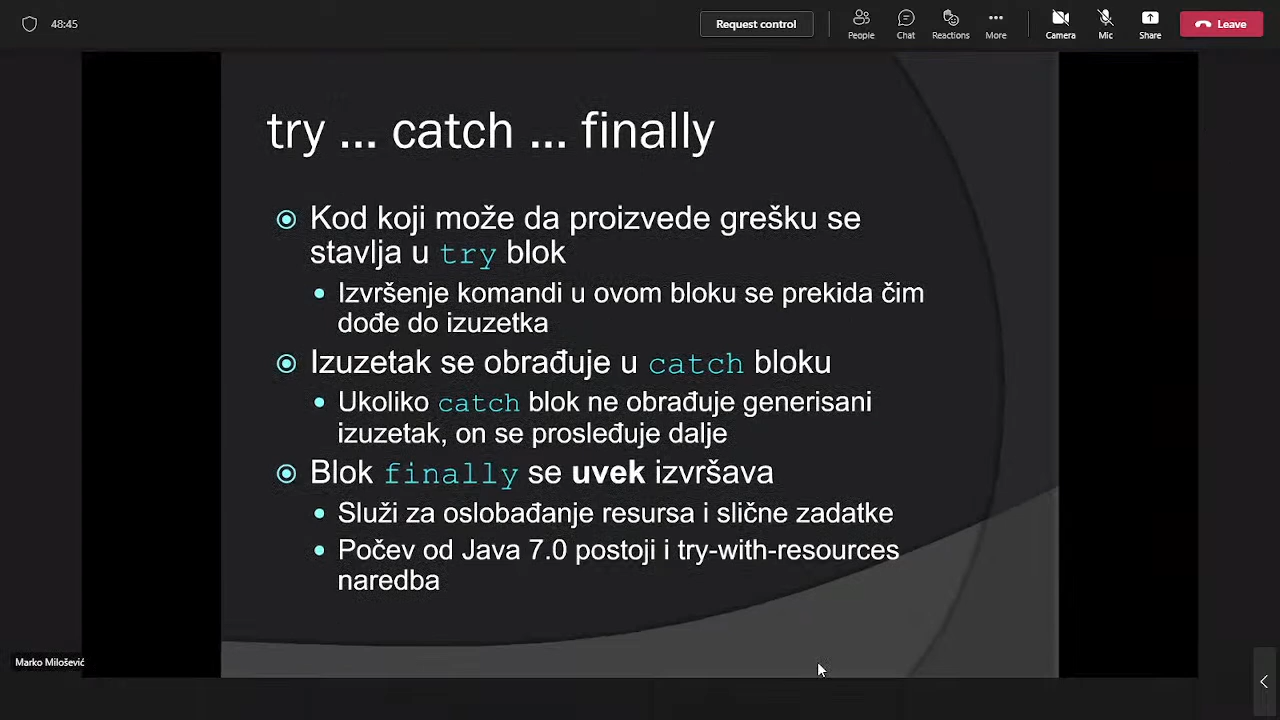 48:45
Request control
People
Chat
Reactions
More
Camera
Mic
Share
Leave
try ... catch ... finally
Kod koji može da proizvede grešku se
stavlja u try blok
Izvršenje komandi u ovom bloku se prekida čim
dođe do izuzetka
Izuzetak se obrađuje u catch bloku
Ukoliko catch blok ne obrađuje generisani
izuzetak, on se prosleđuje dalje
Blok finally se uvek izvršava
Služi za oslobađanje resursa i slične zadatke
Počev od Java 7.0 postoji i try-with-resources
naredba
Marko Milošević